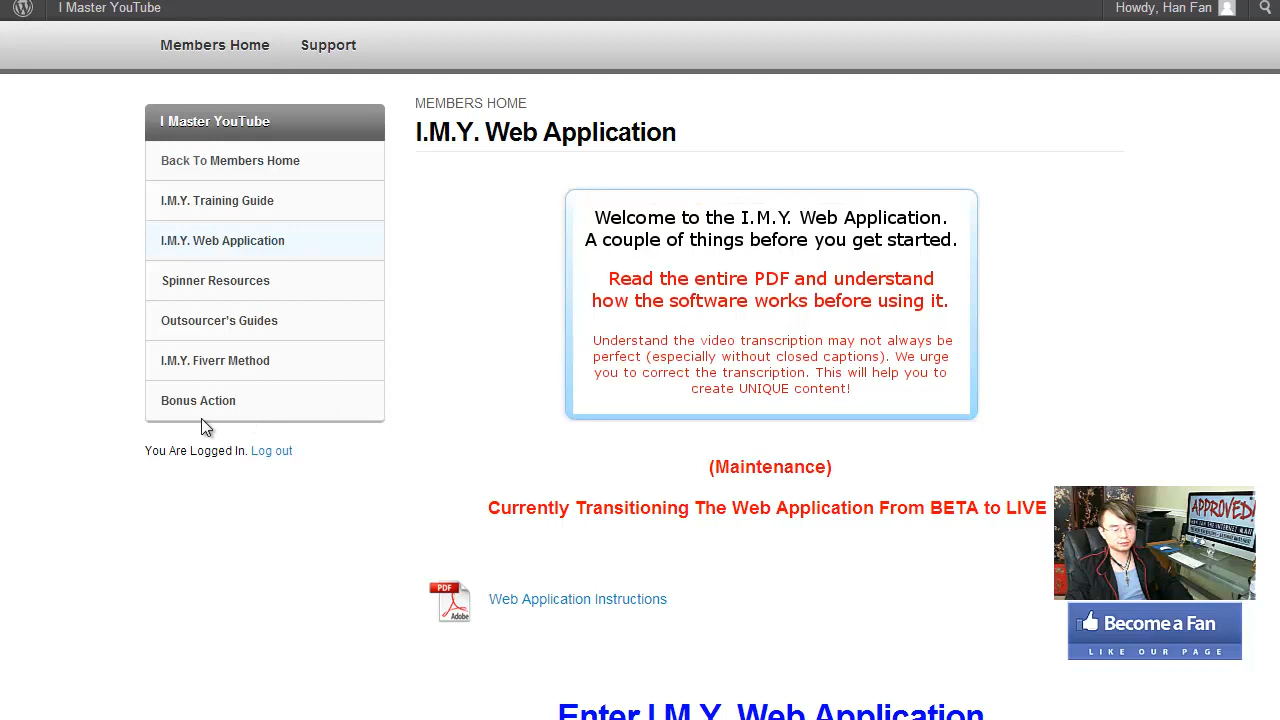 I Master YouTube
Howdy, Han Fan
Members Home
Support
I Master YouTube
Back To Members Home
I.M.Y. Training Guide
I.M.Y. Web Application
Spinner Resources
Outsourcer's Guides
I.M.Y. Fiverr Method
Bonus Action
You Are Logged In. Log out
MEMBERS HOME
I.M.Y. Web Application
Welcome to the I.M.Y. Web Application.
A couple of things before you get started.
Read the entire PDF and understand
how the software works before using it.
Understand the video transcription may not always be
perfect (especially without closed captions). We urge
you to correct the transcription. This will help you to
create UNIQUE content!
(Maintenance)
Currently Transitioning The Web Application From BETA to LIVE
APPROVED!
PDF
Adobe
Web Application Instructions
Become a Fan
LIKE OUR PAGE
Enter I.M.Y. Web Application